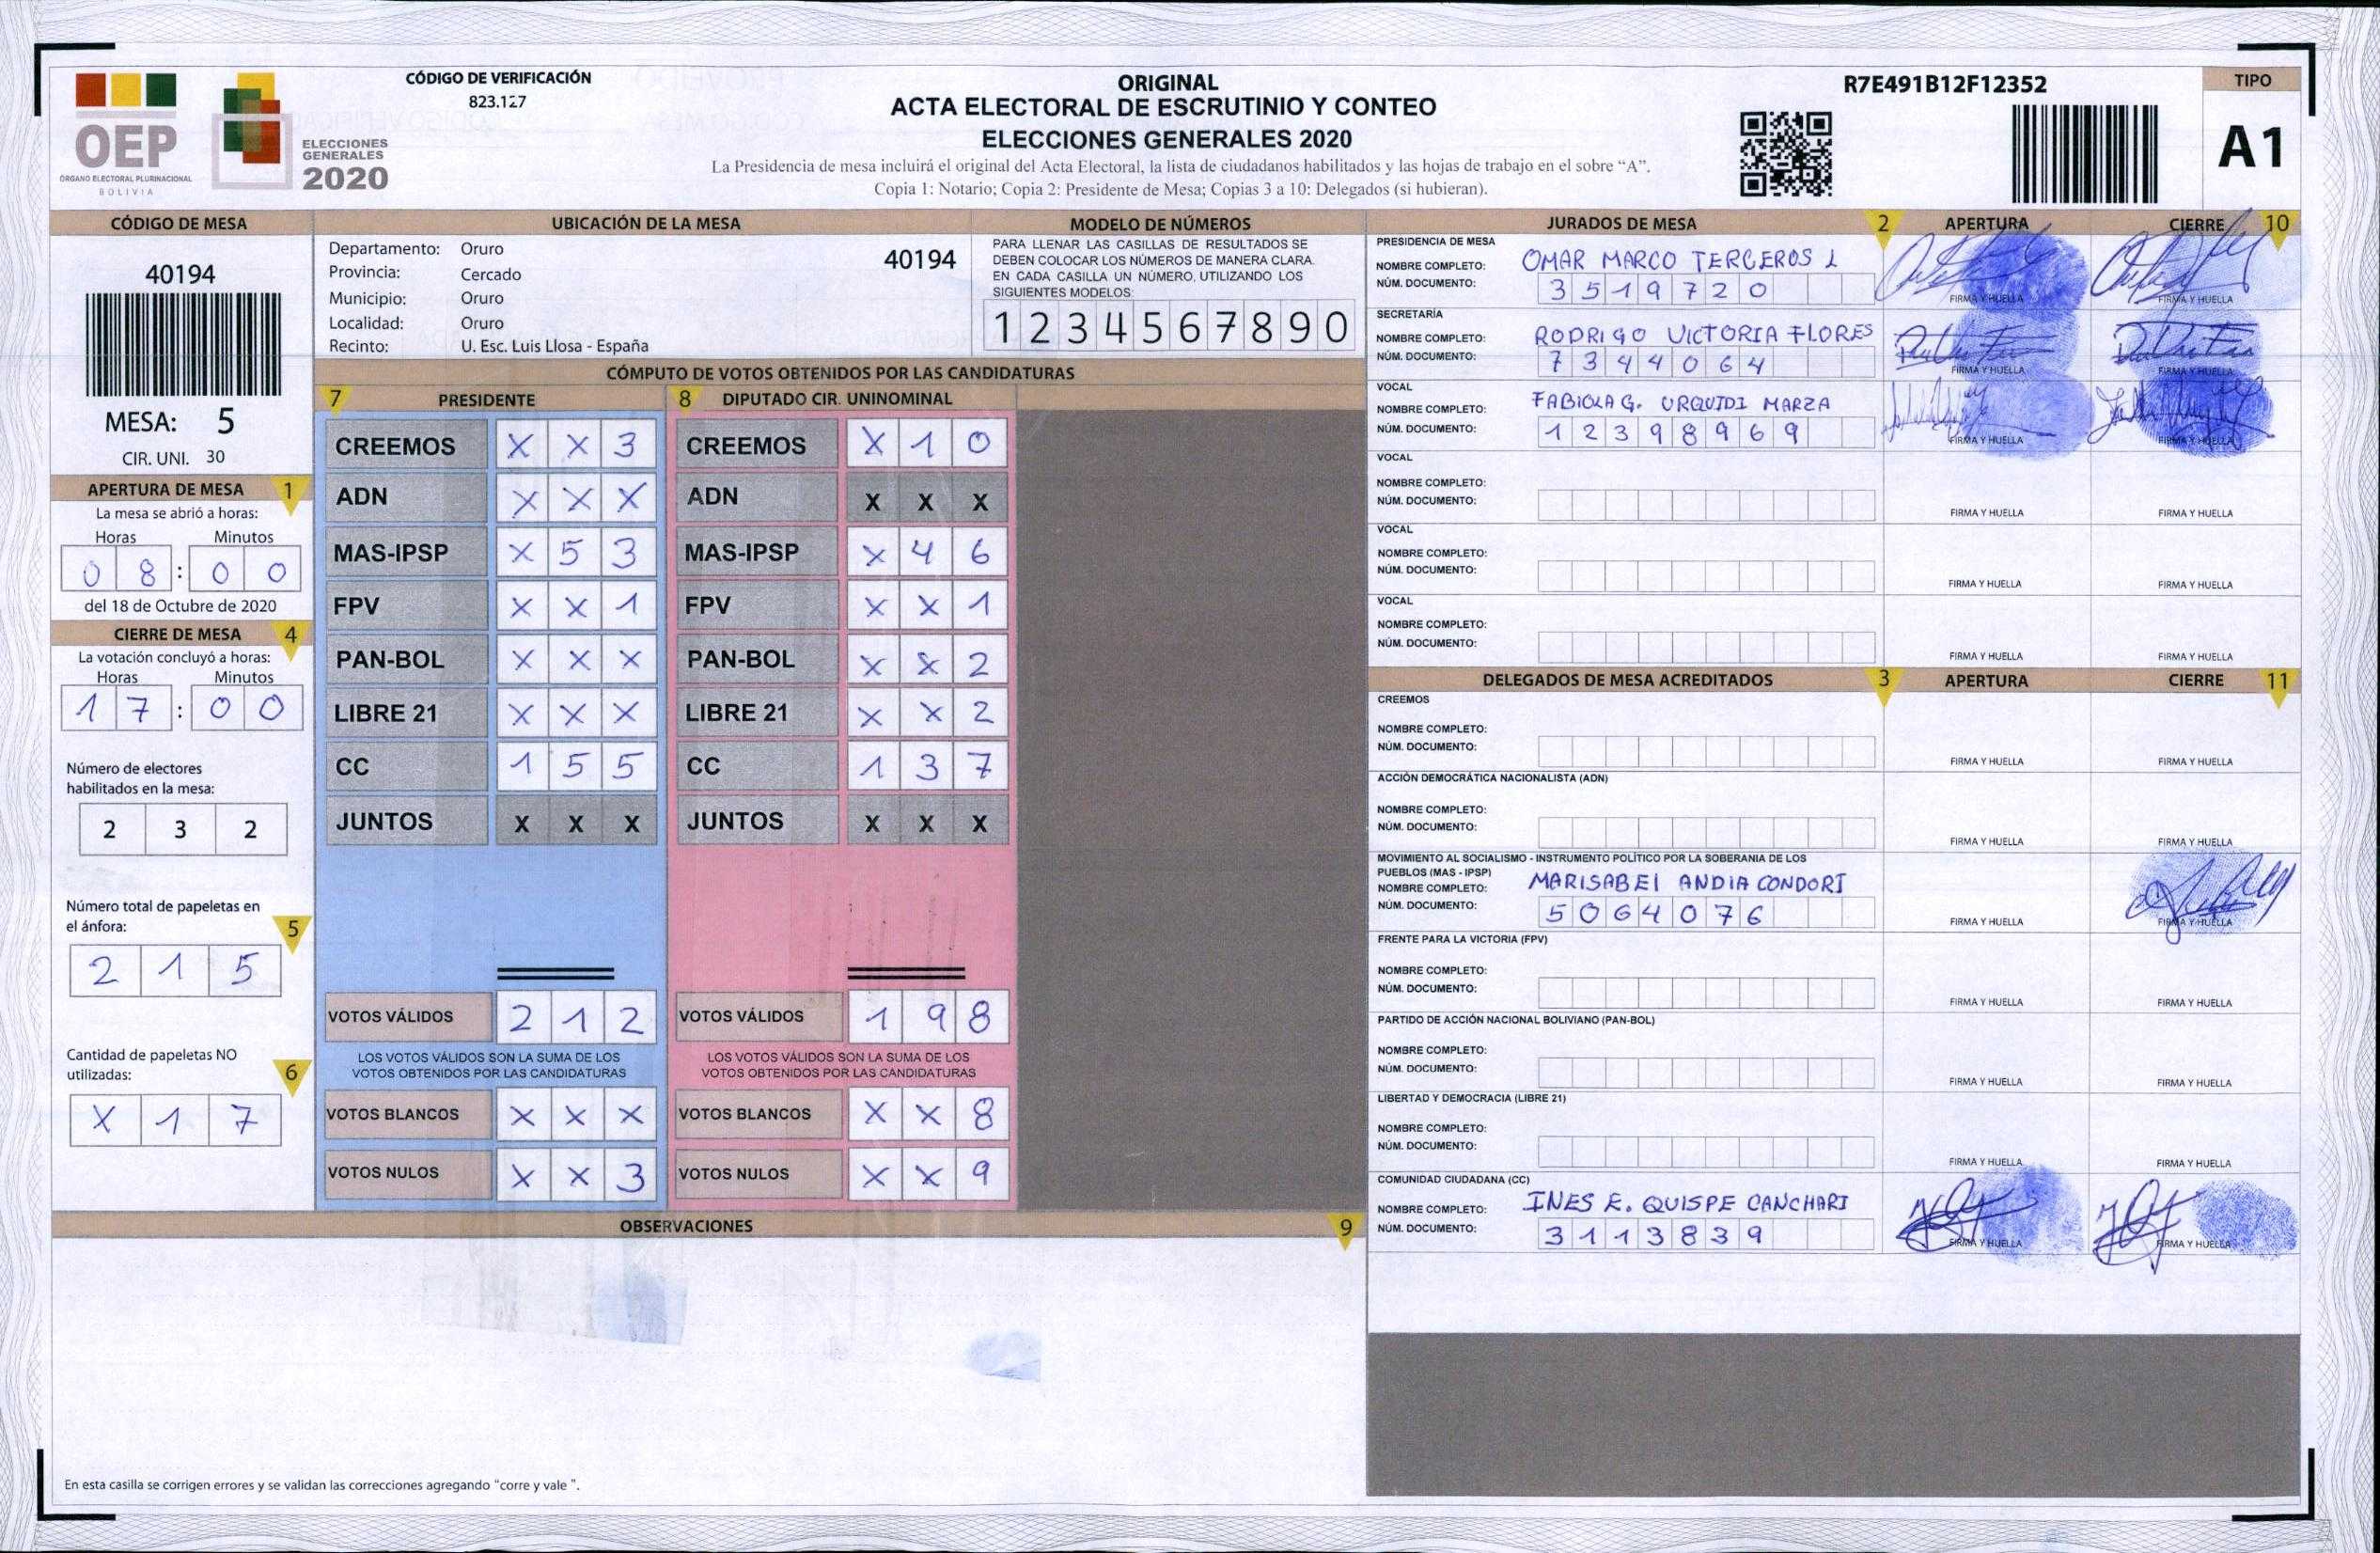 CÓDIGO DE VERIFICACIÓN
823.127
OEP
ÓRGANO ELECTORAL PLURINACIONAL
BOLIVIA
ELECCIONES
GENERALES
2020
ORIGINAL
ACTA ELECTORAL DE ESCRUTINIO Y CONTEO
ELECCIONES GENERALES 2020
La Presidencia de mesa incluirá el original del Acta Electoral, la lista de ciudadanos habilitados y las hojas de trabajo en el sobre “A”.
Copia 1: Notario; Copia 2: Presidente de Mesa; Copias 3 a 10: Delegados (si hubieran).
R7E491B12F12352
TIPO
A1
CÓDIGO DE MESA
40194
MESA: 5
CIR. UNI. 30
APERTURA DE MESA 1
La mesa se abrió a horas:
Horas Minutos
0 8 : 0 0
del 18 de Octubre de 2020
CIERRE DE MESA 4
La votación concluyó a horas:
Horas Minutos
1 7 : 0 0
Número de electores
habilitados en la mesa:
2 3 2
Número total de papeletas en
el ánfora: 5
2 1 5
Cantidad de papeletas NO
utilizadas: 6
X 1 7
UBICACIÓN DE LA MESA
Departamento: Oruro
Provincia: Cercado
Municipio: Oruro
Localidad: Oruro
Recinto: U. Esc. Luis Llosa - España
40194
MODELO DE NÚMEROS
PARA LLENAR LAS CASILLAS DE RESULTADOS SE
DEBEN COLOCAR LOS NÚMEROS DE MANERA CLARA.
EN CADA CASILLA UN NÚMERO, UTILIZANDO LOS
SIGUIENTES MODELOS:
1 2 3 4 5 6 7 8 9 0
CÓMPUTO DE VOTOS OBTENIDOS POR LAS CANDIDATURAS
7 PRESIDENTE
CREEMOS X X 3
ADN X X X
MAS-IPSP X 5 3
FPV X X 1
PAN-BOL X X X
LIBRE 21 X X X
CC 1 5 5
JUNTOS X X X
VOTOS VÁLIDOS 2 1 2
LOS VOTOS VÁLIDOS SON LA SUMA DE LOS
VOTOS OBTENIDOS POR LAS CANDIDATURAS
VOTOS BLANCOS X X X
VOTOS NULOS X X 3
8 DIPUTADO CIR. UNINOMINAL
CREEMOS X 1 0
ADN X X X
MAS-IPSP X 4 6
FPV X X 1
PAN-BOL X X 2
LIBRE 21 X X 2
CC 1 3 7
JUNTOS X X X
VOTOS VÁLIDOS 1 9 8
LOS VOTOS VÁLIDOS SON LA SUMA DE LOS
VOTOS OBTENIDOS POR LAS CANDIDATURAS
VOTOS BLANCOS X X 8
VOTOS NULOS X X 9
OBSERVACIONES 9
En esta casilla se corrigen errores y se validan las correcciones agregando “corre y vale ”.
JURADOS DE MESA 2 APERTURA CIERRE 10
PRESIDENCIA DE MESA
NOMBRE COMPLETO: OMAR MARCO TERCEROS L
NÚM. DOCUMENTO: 3 5 1 9 7 2 0
FIRMA Y HUELLA FIRMA Y HUELLA
SECRETARÍA
NOMBRE COMPLETO: RODRIGO VICTORIA FLORES
NÚM. DOCUMENTO: 7 3 4 4 0 6 4
FIRMA Y HUELLA FIRMA Y HUELLA
VOCAL
NOMBRE COMPLETO: FABIOLA G. URQUIDI MARZA
NÚM. DOCUMENTO: 1 2 3 9 8 9 6 9
FIRMA Y HUELLA FIRMA Y HUELLA
VOCAL
NOMBRE COMPLETO:
NÚM. DOCUMENTO:
FIRMA Y HUELLA FIRMA Y HUELLA
VOCAL
NOMBRE COMPLETO:
NÚM. DOCUMENTO:
FIRMA Y HUELLA FIRMA Y HUELLA
VOCAL
NOMBRE COMPLETO:
NÚM. DOCUMENTO:
FIRMA Y HUELLA FIRMA Y HUELLA
DELEGADOS DE MESA ACREDITADOS 3 APERTURA CIERRE 11
CREEMOS
NOMBRE COMPLETO:
NÚM. DOCUMENTO:
FIRMA Y HUELLA FIRMA Y HUELLA
ACCIÓN DEMOCRÁTICA NACIONALISTA (ADN)
NOMBRE COMPLETO:
NÚM. DOCUMENTO:
FIRMA Y HUELLA FIRMA Y HUELLA
MOVIMIENTO AL SOCIALISMO - INSTRUMENTO POLÍTICO POR LA SOBERANIA DE LOS
PUEBLOS (MAS - IPSP)
NOMBRE COMPLETO: MARISABEl ANDIA CONDORI
NÚM. DOCUMENTO: 5 0 6 4 0 7 6
FIRMA Y HUELLA FIRMA Y HUELLA
FRENTE PARA LA VICTORIA (FPV)
NOMBRE COMPLETO:
NÚM. DOCUMENTO:
FIRMA Y HUELLA FIRMA Y HUELLA
PARTIDO DE ACCIÓN NACIONAL BOLIVIANO (PAN-BOL)
NOMBRE COMPLETO:
NÚM. DOCUMENTO:
FIRMA Y HUELLA FIRMA Y HUELLA
LIBERTAD Y DEMOCRACIA (LIBRE 21)
NOMBRE COMPLETO:
NÚM. DOCUMENTO:
FIRMA Y HUELLA FIRMA Y HUELLA
COMUNIDAD CIUDADANA (CC)
NOMBRE COMPLETO: INES E. QUISPE CANCHARI
NÚM. DOCUMENTO: 3 1 1 3 8 3 9
FIRMA Y HUELLA FIRMA Y HUELLA